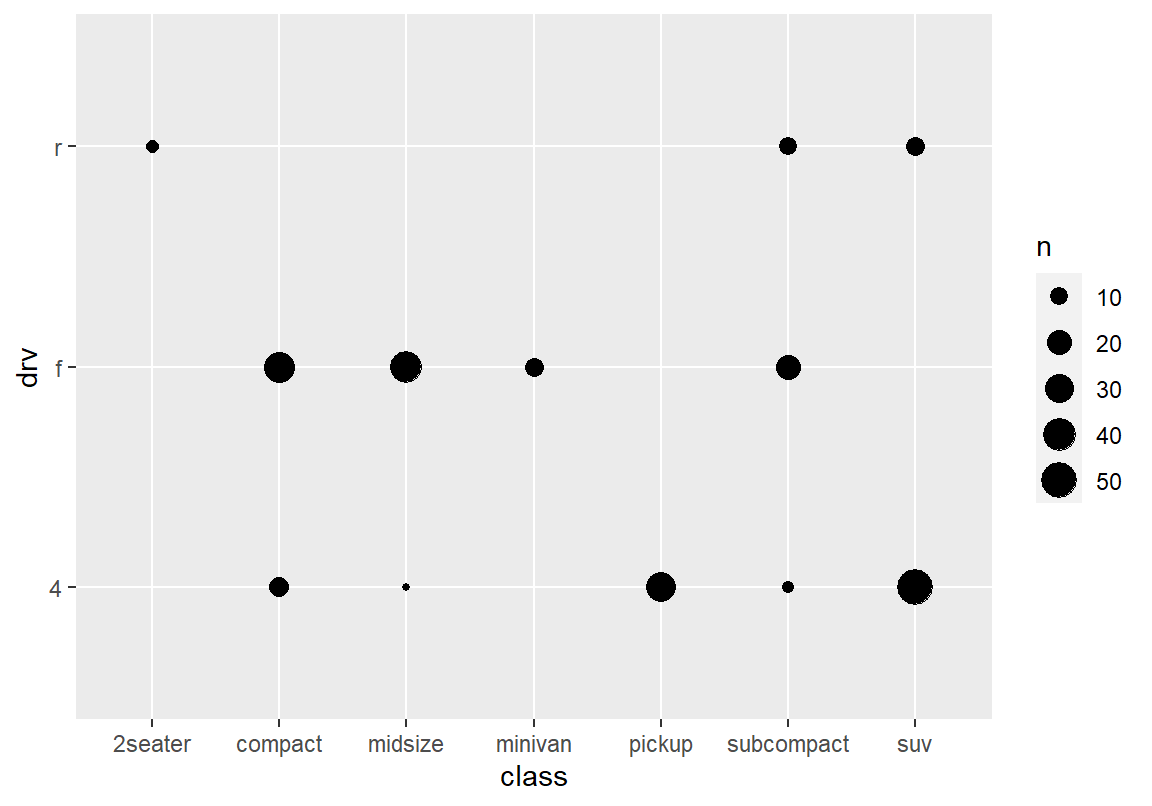 r
f
4
drv
2seater compact midsize minivan pickup subcompact suv
class
n
10
20
30
40
50